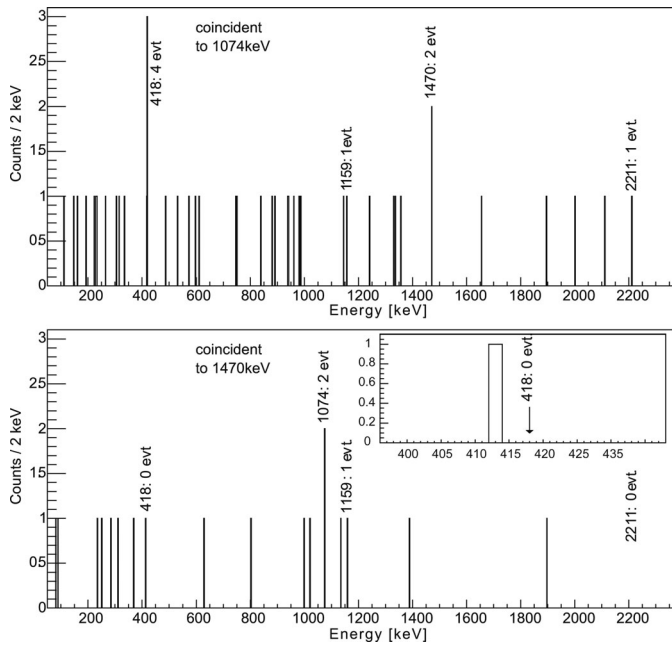 coincident
to 1074keV
418: 4 evt
1159: 1evt.
1470: 2 evt
2211: 1 evt.
Counts / 2 keV
3
25
2
15
1
05
0
200 400 600 800 1000 1200 1400 1600 1800 2000 2200
Energy [keV]
coincident
to 1470keV
418: 0 evt
1074: 2 evt
1159: 1 evt.
2211: 0evt.
Counts / 2 keV
3
25
2
15
1
05
0
200 400 600 800 1000 1200 1400 1600 1800 2000 2200
Energy [keV]
1
0.8
0.6
0.4
0.2
0
418: 0 evt
400 405 410 415 420 425 430 435